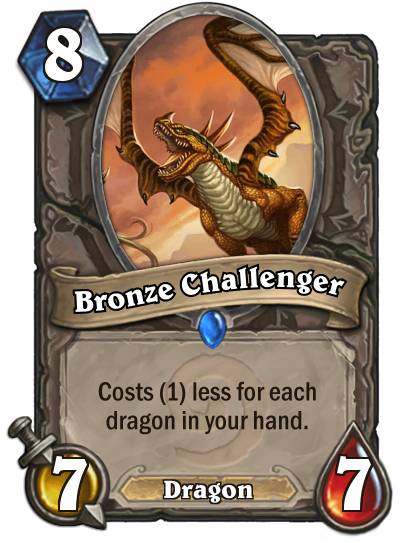 8
Bronze Challenger
Costs (1) less for each
dragon in your hand.
7
Dragon
7